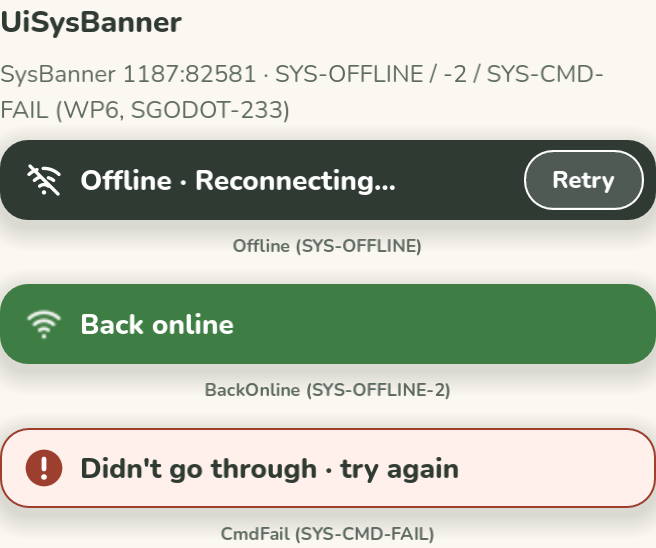 UiSysBanner
SysBanner 1187:82581 · SYS-OFFLINE / -2 / SYS-CMD-
FAIL (WP6, SGODOT-233)
Offline · Reconnecting... Retry
Offline (SYS-OFFLINE)
Back online
BackOnline (SYS-OFFLINE-2)
Didn't go through · try again
CmdFail (SYS-CMD-FAIL)